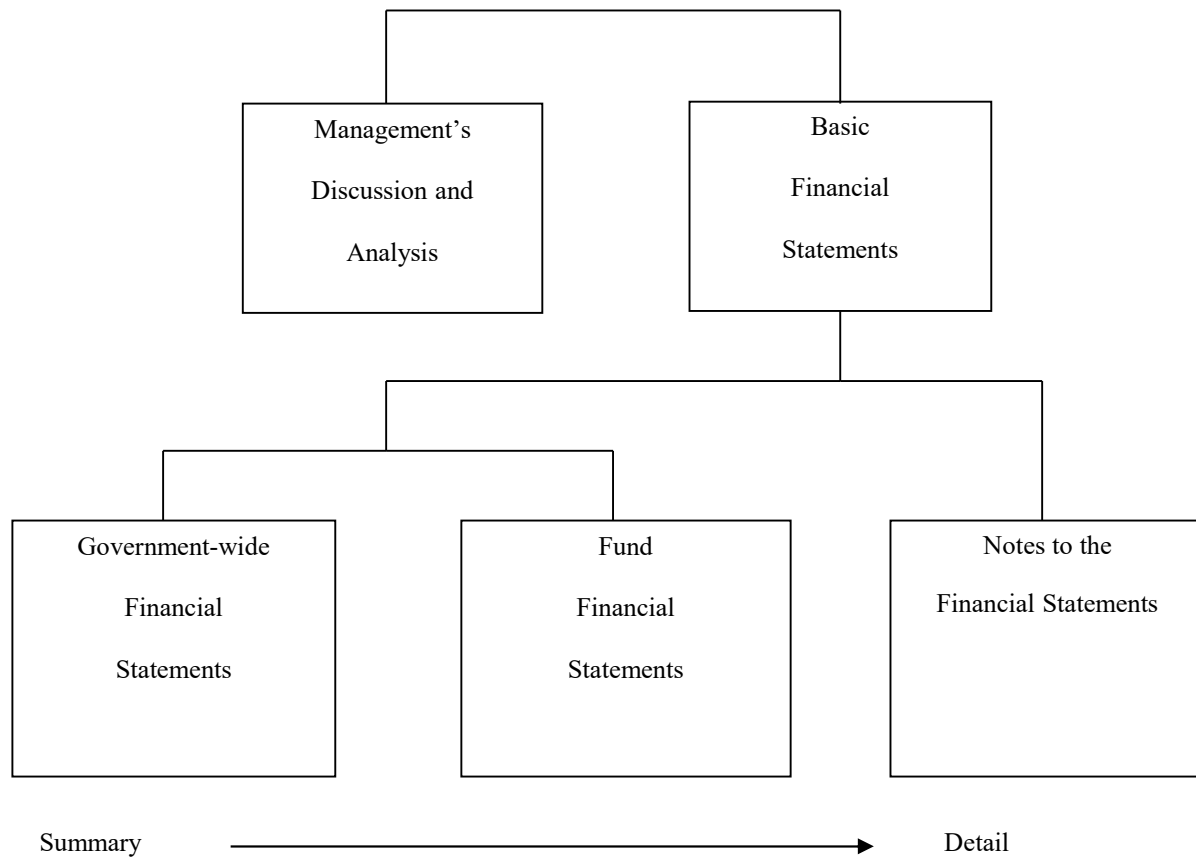 Management’s
Discussion and
Analysis
Basic
Financial
Statements
Government-wide
Financial
Statements
Fund
Financial
Statements
Notes to the
Financial Statements
Summary
Detail